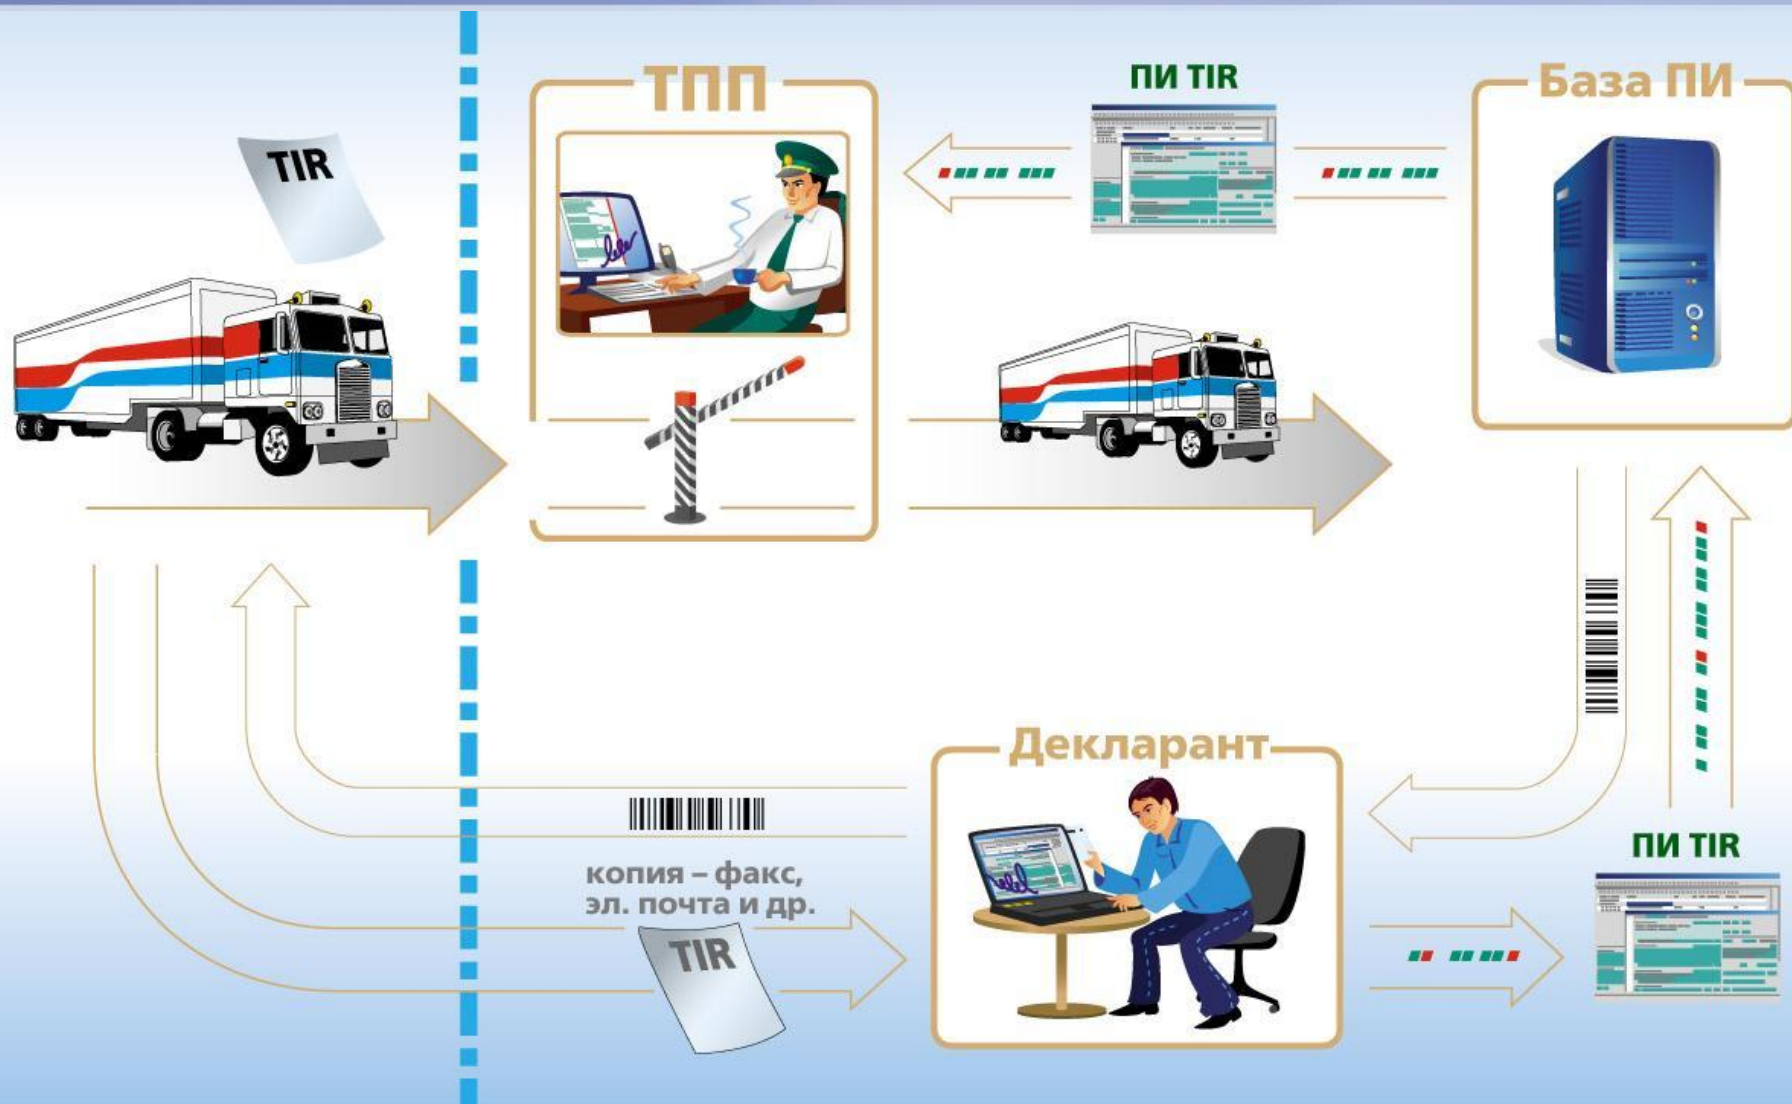 ТПП
ПИ TIR
База ПИ
TIR
Декларант
копия – факс,
эл. почта и др.
TIR
ПИ TIR